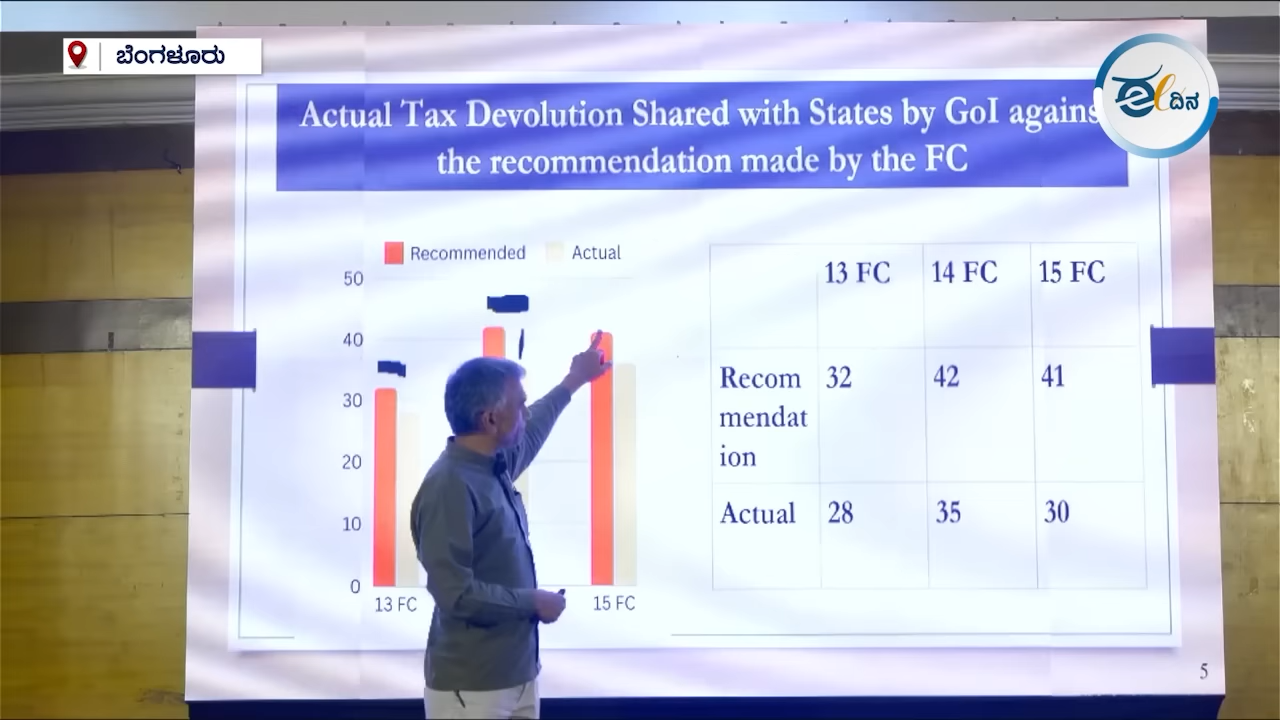 ಬೆಂಗಳೂರು
ಈ ದಿನ
Actual Tax Devolution Shared with States by GoI agains
the recommendation made by the FC
Recommended Actual
50
40
30
20
10
0
13 FC 15 FC
13 FC 14 FC 15 FC
Recom 32 42 41
mendat
ion
Actual 28 35 30
5